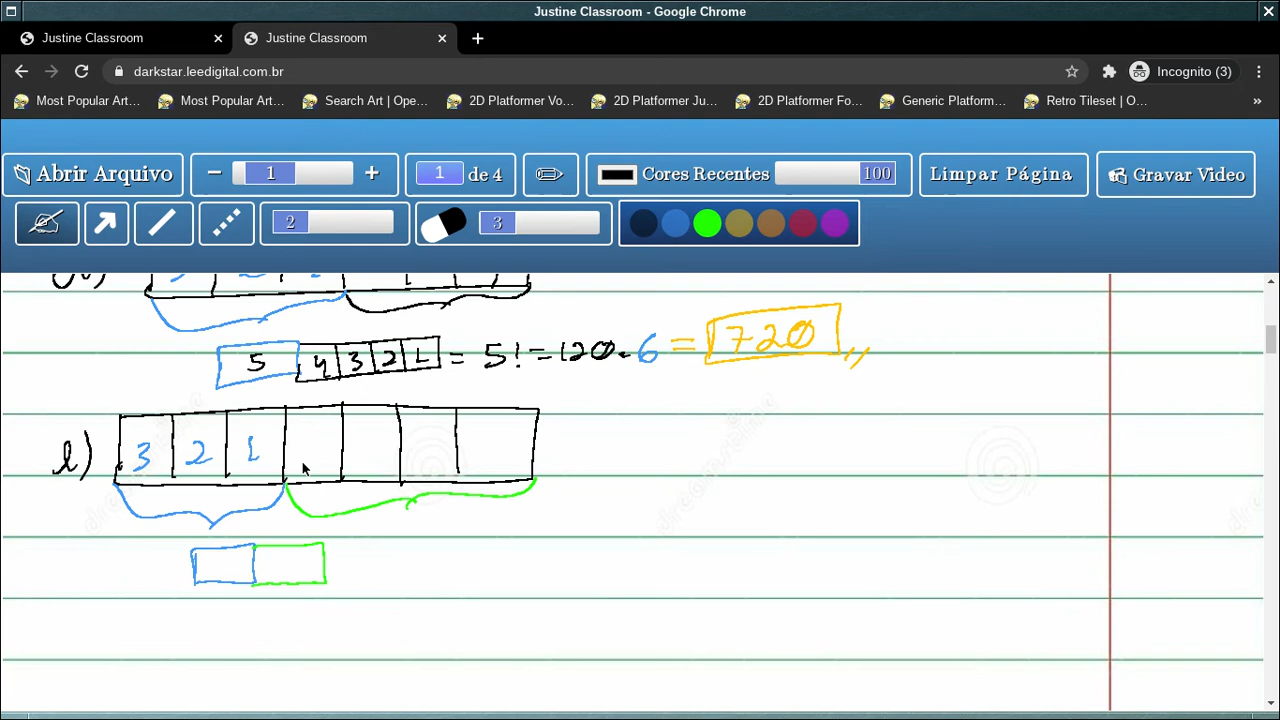 Justine Classroom - Google Chrome
Justine Classroom
Justine Classroom
darkstar.leedigital.com.br
Incognito (3)
Most Popular Art...
Most Popular Art...
Search Art | Ope...
2D Platformer Vo...
2D Platformer Ju...
2D Platformer Fo...
Generic Platform...
Retro Tileset | O...
»
Abrir Arquivo
− 1 +
1 de 4
Cores Recentes 100
Limpar Página
Gravar Video
2
3
5 4 3 2 1 = 5! = 120 . 6 = 720 ,,
l) 3 2 1